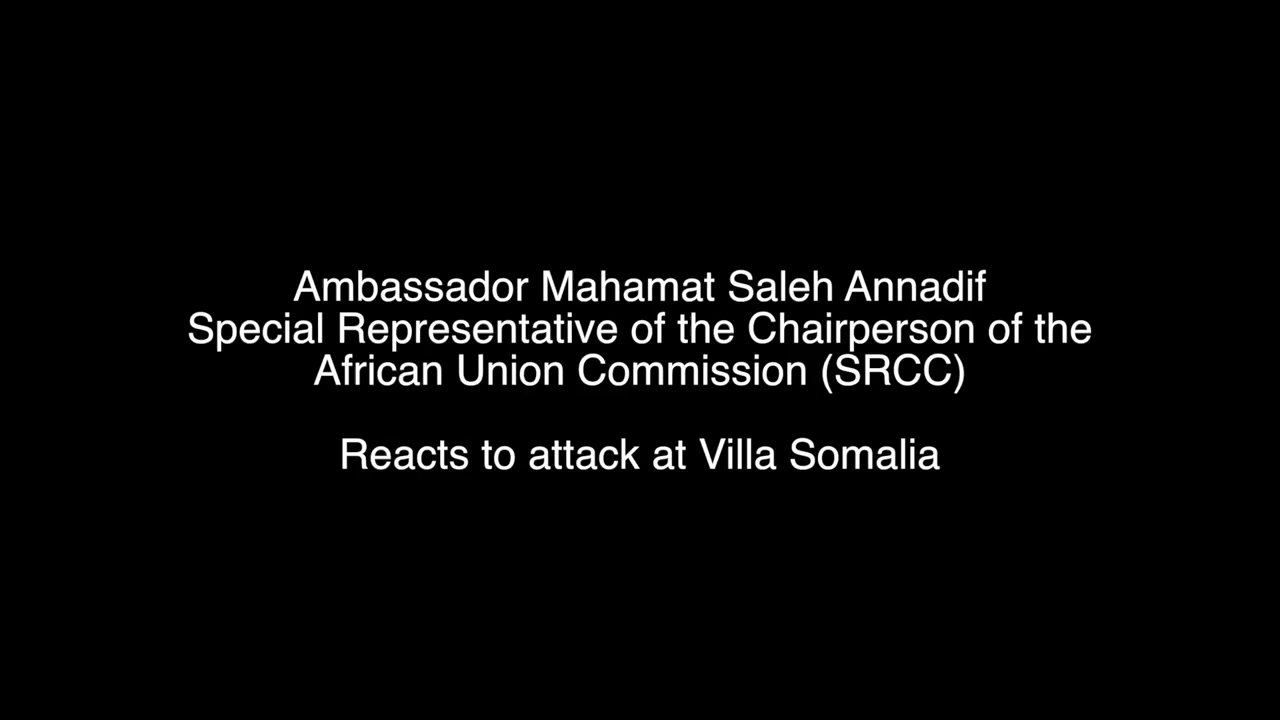 Ambassador Mahamat Saleh Annadif
Special Representative of the Chairperson of the
African Union Commission (SRCC)
Reacts to attack at Villa Somalia